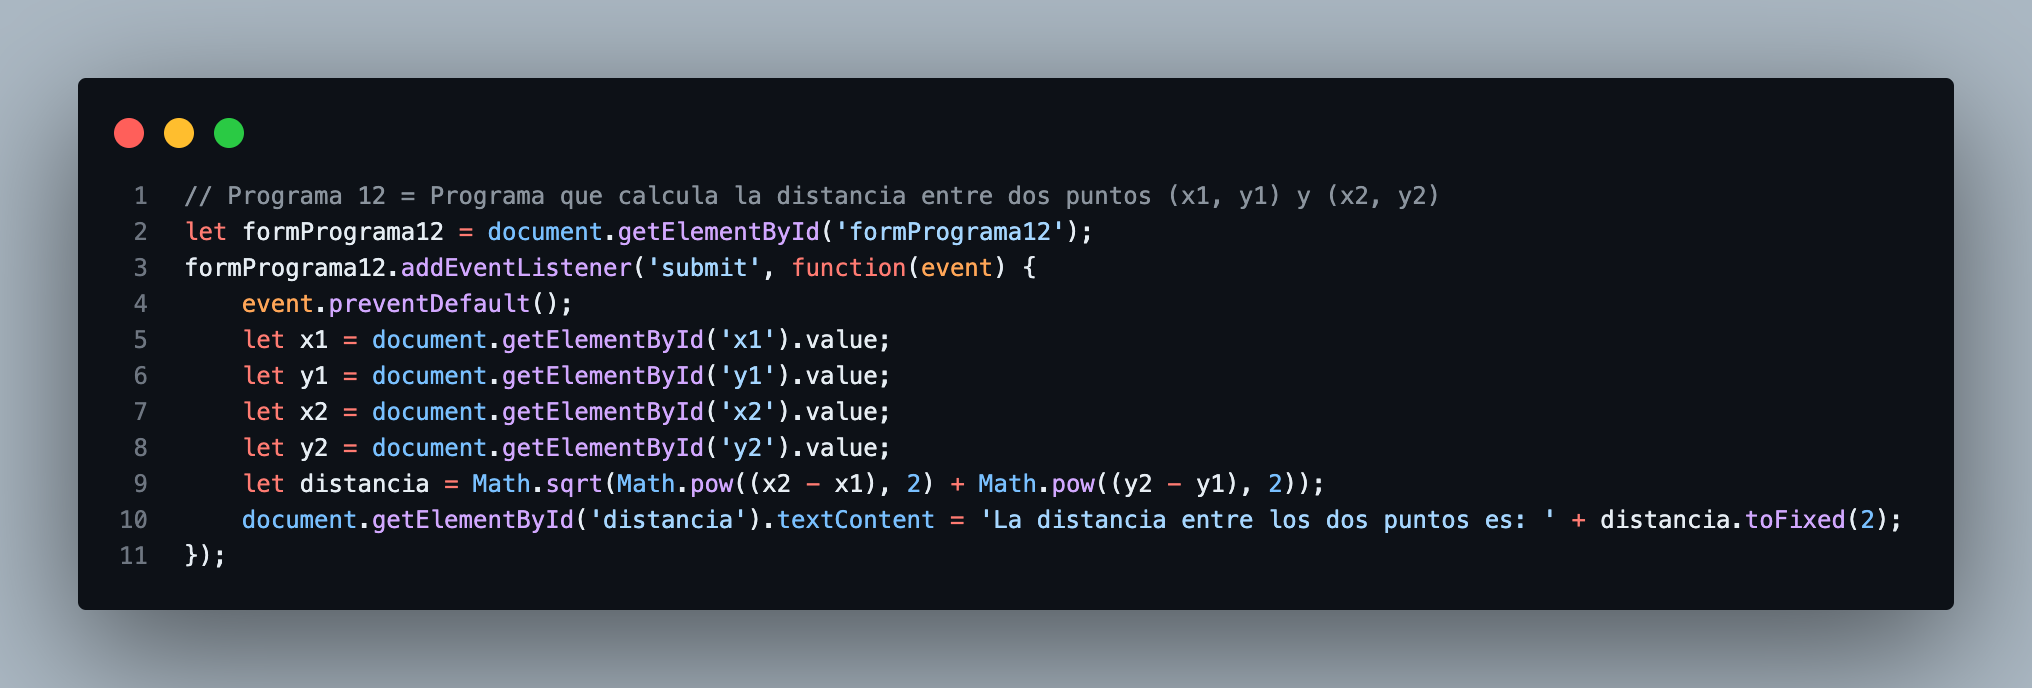 1 // Programa 12 = Programa que calcula la distancia entre dos puntos (x1, y1) y (x2, y2)
2 let formPrograma12 = document.getElementById('formPrograma12');
3 formPrograma12.addEventListener('submit', function(event) {
4     event.preventDefault();
5     let x1 = document.getElementById('x1').value;
6     let y1 = document.getElementById('y1').value;
7     let x2 = document.getElementById('x2').value;
8     let y2 = document.getElementById('y2').value;
9     let distancia = Math.sqrt(Math.pow((x2 - x1), 2) + Math.pow((y2 - y1), 2));
10     document.getElementById('distancia').textContent = 'La distancia entre los dos puntos es: ' + distancia.toFixed(2);
11 });